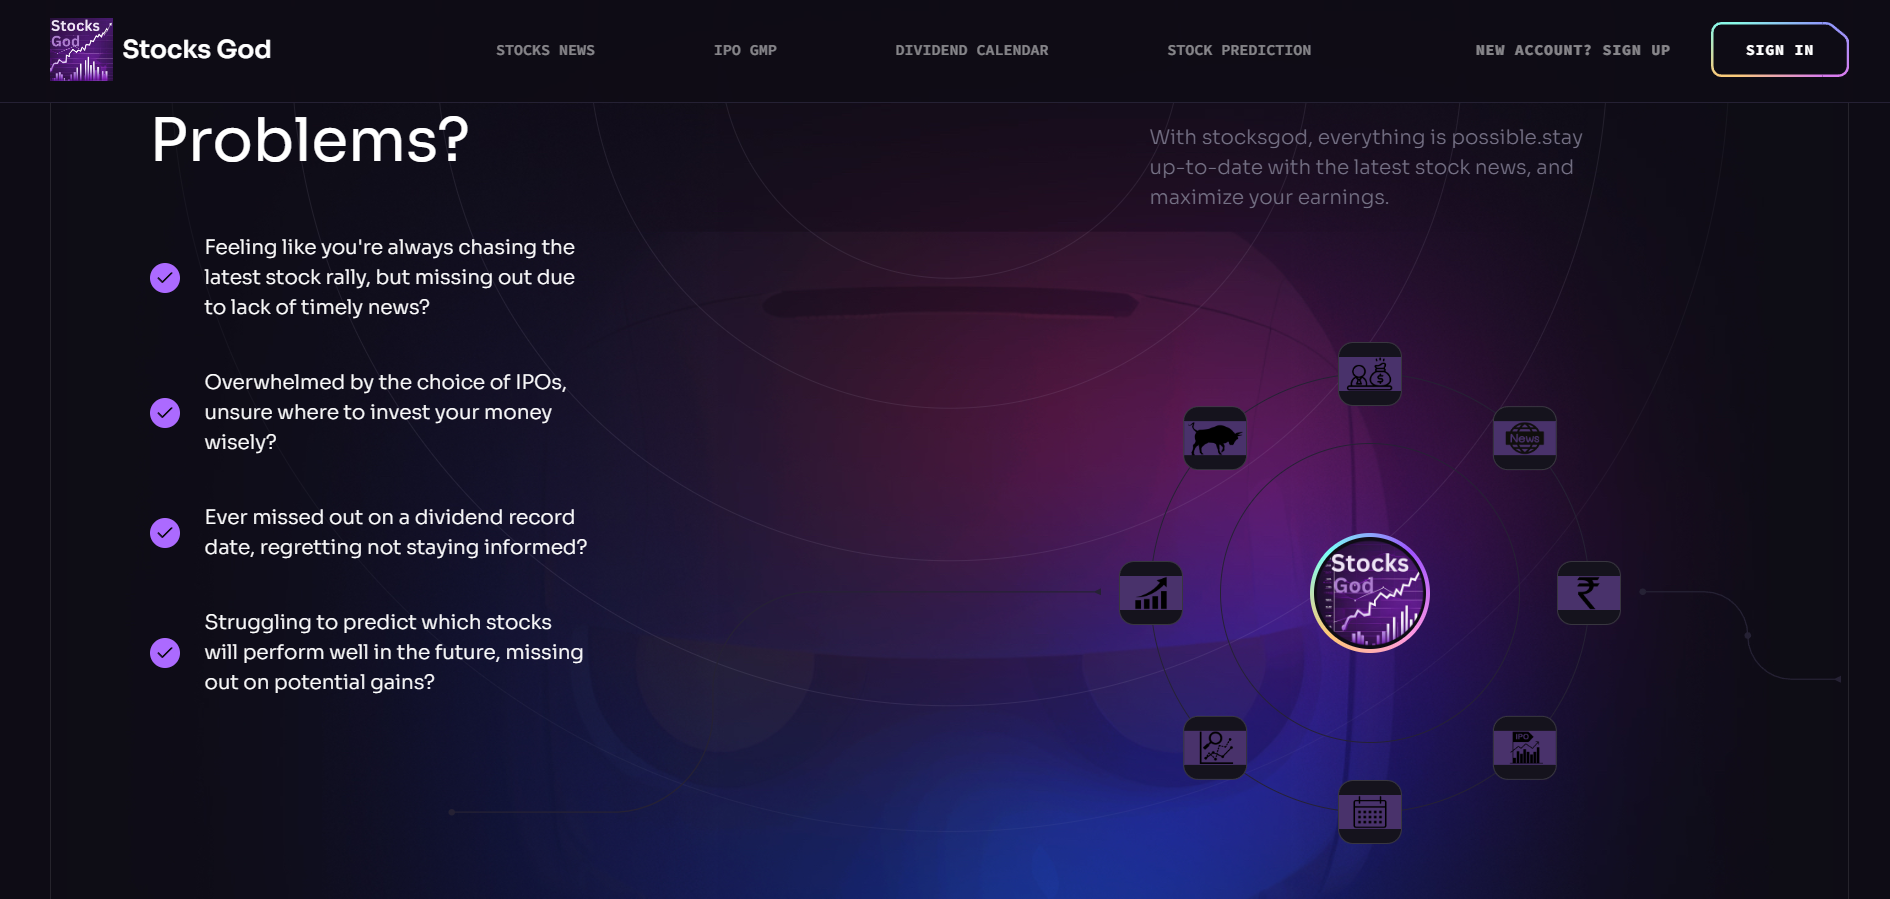 Stocks
God
Stocks God
STOCKS NEWS
IPO GMP
DIVIDEND CALENDAR
STOCK PREDICTION
NEW ACCOUNT? SIGN UP
SIGN IN
Problems?
With stocksgod, everything is possible.stay
up-to-date with the latest stock news, and
maximize your earnings.
Feeling like you're always chasing the
latest stock rally, but missing out due
to lack of timely news?
Overwhelmed by the choice of IPOs,
unsure where to invest your money
wisely?
Ever missed out on a dividend record
date, regretting not staying informed?
Struggling to predict which stocks
will perform well in the future, missing
out on potential gains?
$
News
Stocks
God
₹
IPO